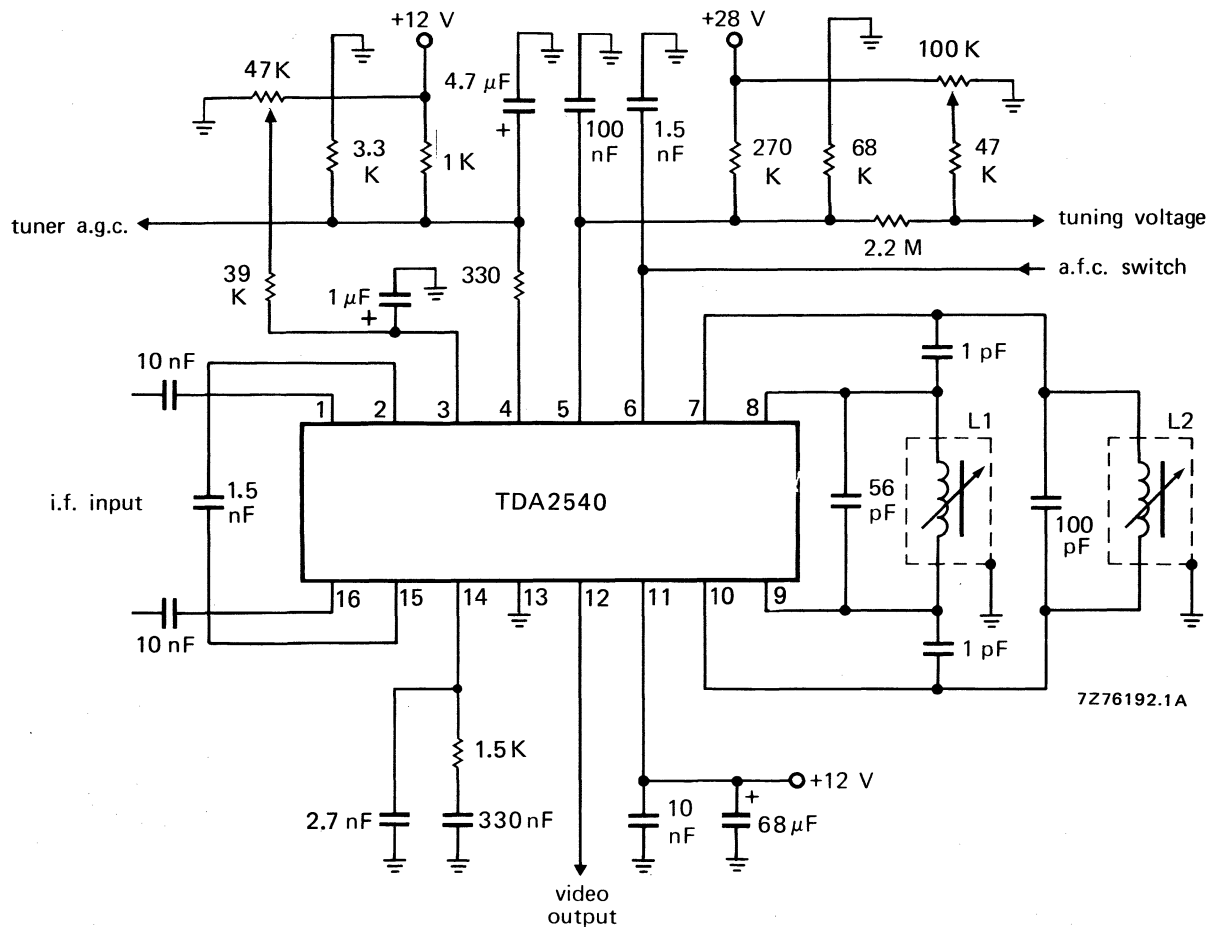 +12 V
+28 V
47K
4.7 µF
+
100 K
3.3
K
1 K
100
nF
1.5
nF
270
K
68
K
47
K
tuner a.g.c.
tuning voltage
2.2 M
a.f.c. switch
39
K
1 µF
+
330
10 nF
1 pF
1
2
3
4
5
6
7
8
L1
L2
i.f. input
1.5
nF
TDA2540
56
pF
100
pF
16
15
14
13
12
11
10
9
10 nF
1 pF
7Z76192.1A
1.5 K
+12 V
2.7 nF
330 nF
10
nF
+
68 µF
video
output